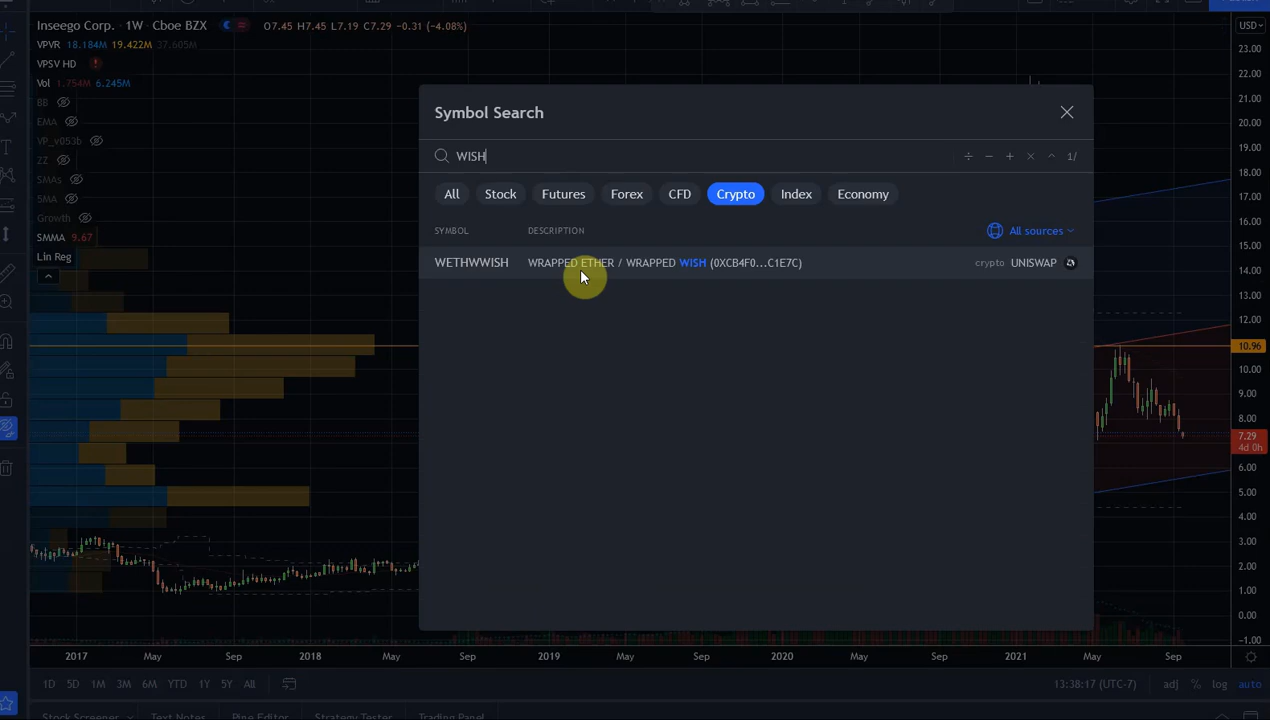 Inseego Corp. · 1W · Cboe BZX O7.45 H7.45 L7.19 C7.29 −0.31 (−4.08%)
USD
VPVR 18.184M 19.422M 37.605M
VPSV HD
Vol 1.754M 6.245M
BB
EMA
VP_v053b
ZZ
SMAs
SMA
Growth
SMMA 9.67
Lin Reg
Symbol Search
WISH
1/
All Stock Futures Forex CFD Crypto Index Economy
SYMBOL DESCRIPTION All sources
WETHWWISH WRAPPED ETHER / WRAPPED WISH (0XCB4F0...C1E7C) crypto UNISWAP
23.00
22.00
21.00
20.00
19.00
18.00
17.00
16.00
15.00
14.00
13.00
12.00
10.96
10.00
9.00
8.00
7.29
4d 0h
6.00
5.00
4.00
3.00
2.00
1.00
0.00
−1.00
2017 May Sep 2018 May Sep 2019 May Sep 2020 May Sep 2021 May Sep
1D 5D 1M 3M 6M YTD 1Y 5Y All 13:38:17 (UTC-7) adj % log auto
Stock Screener Text Notes Pine Editor Strategy Tester Trading Panel